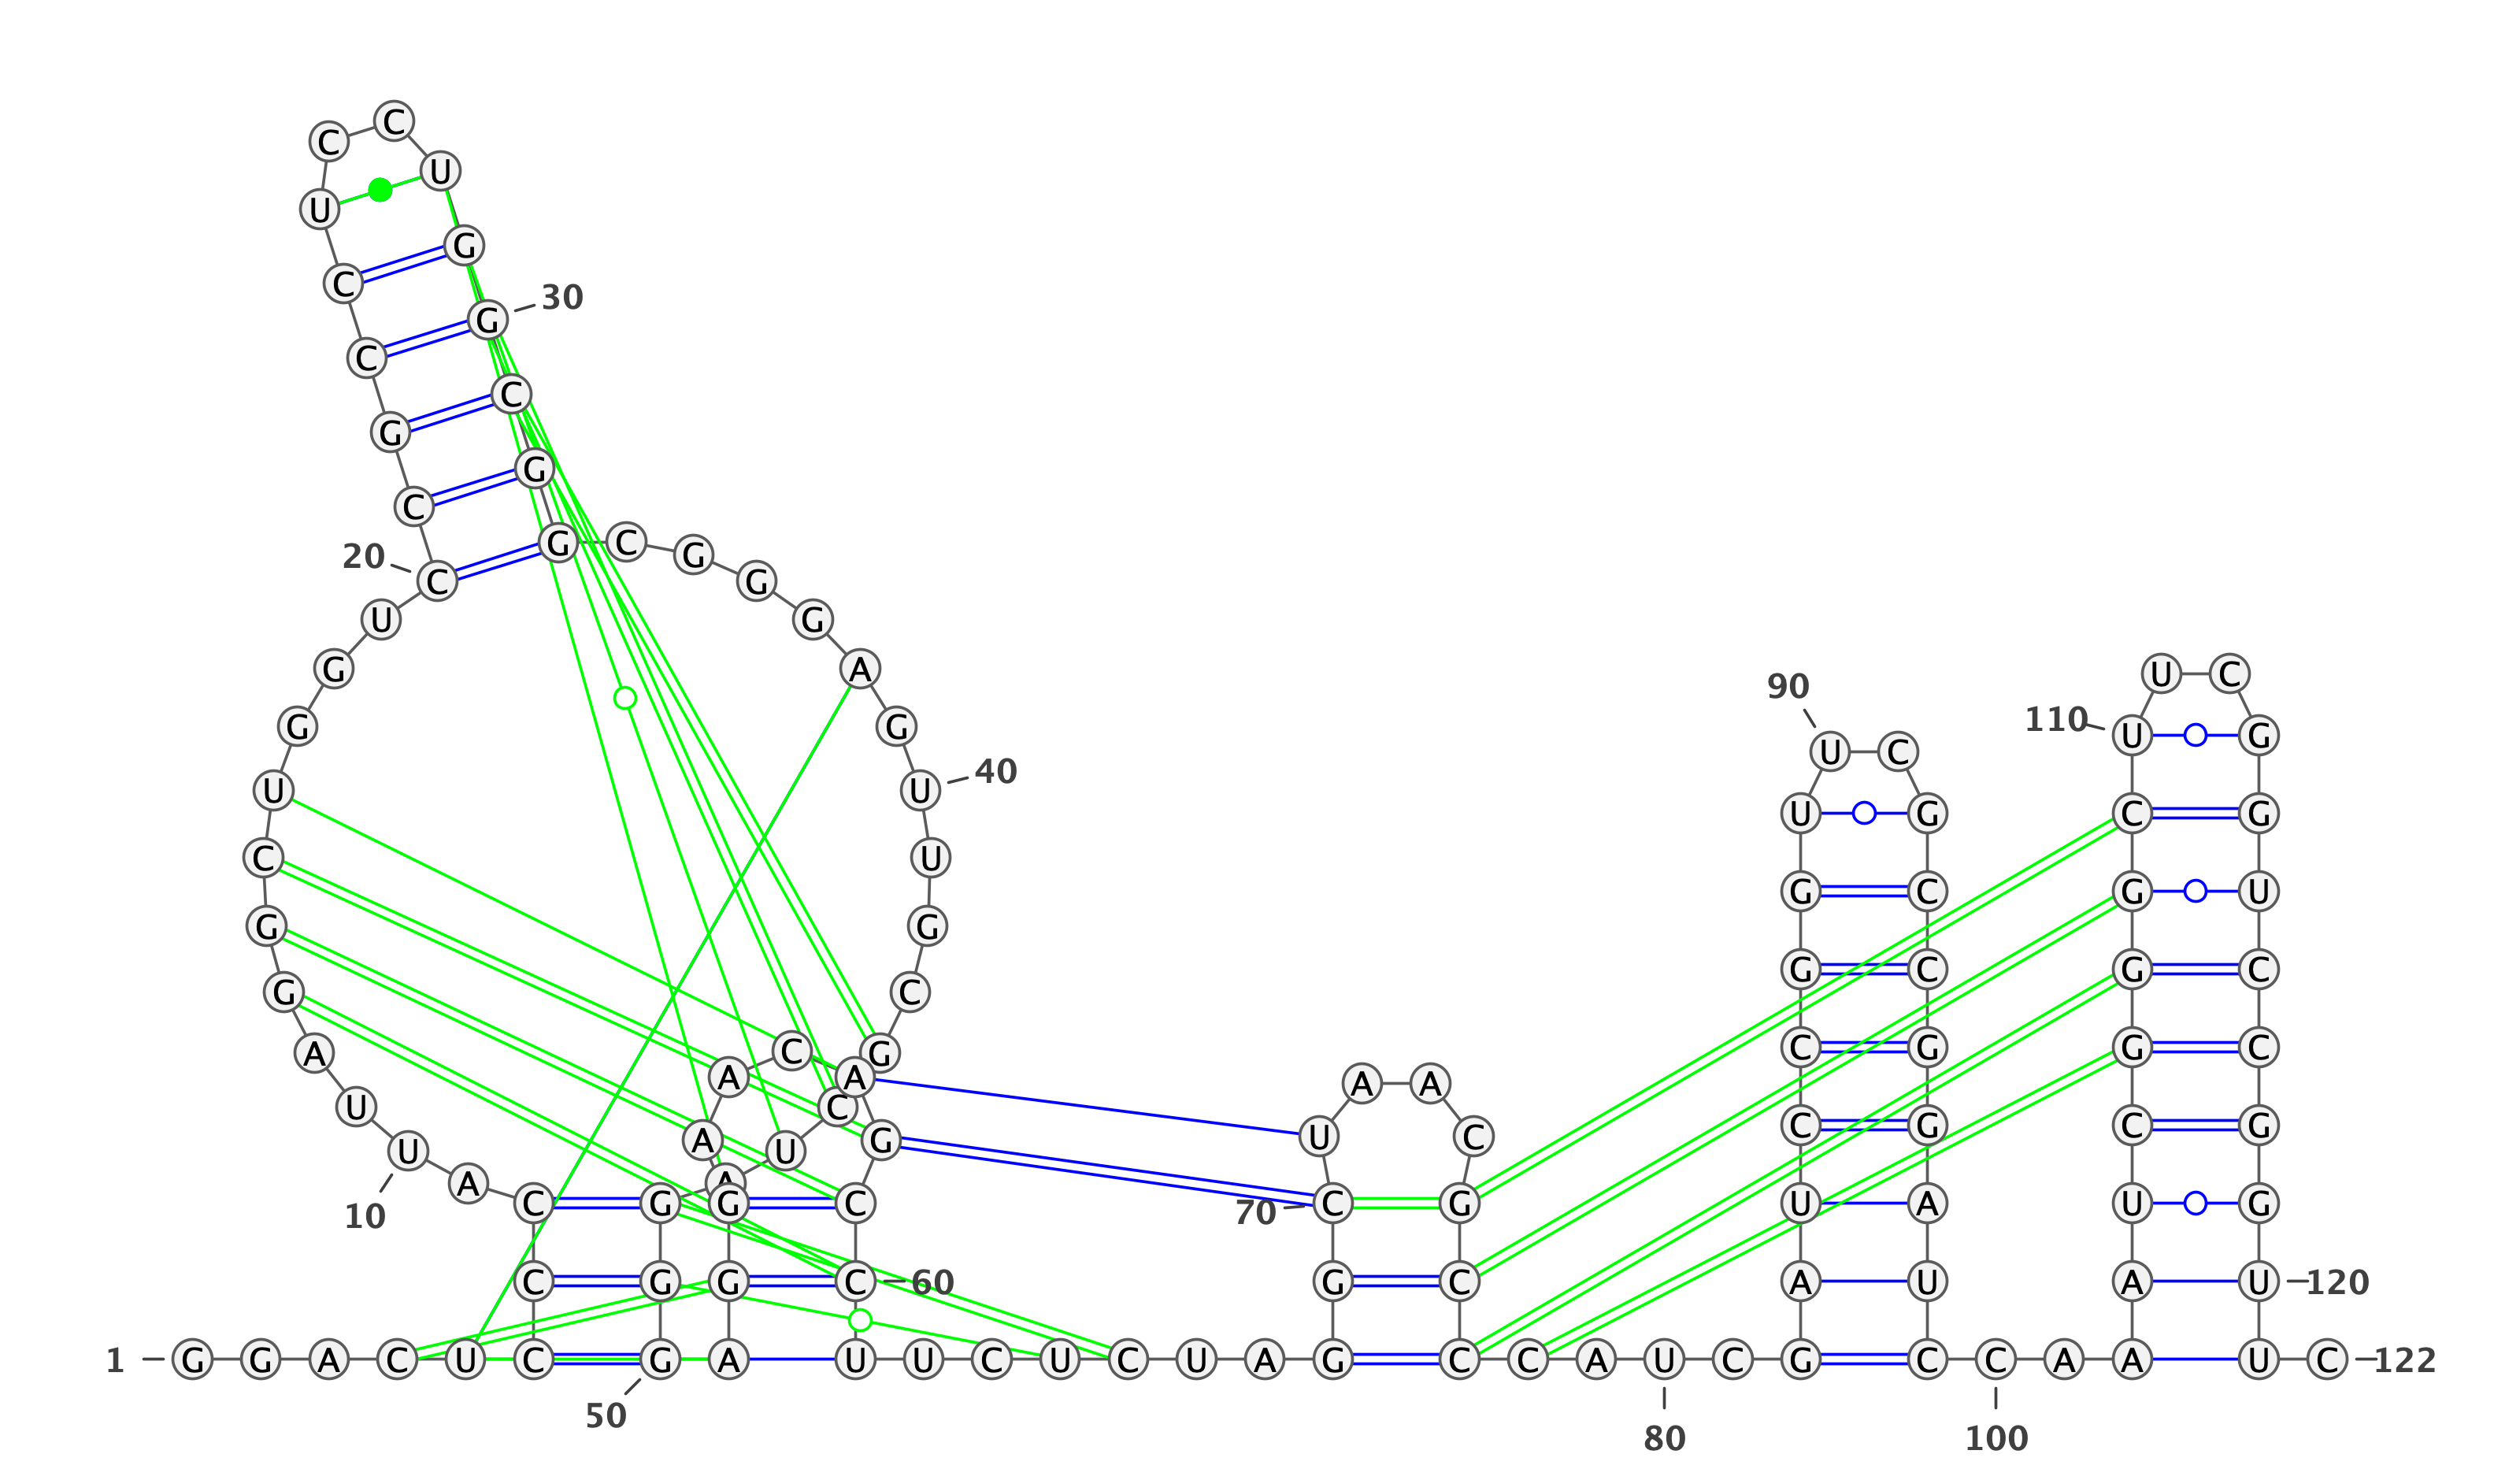 C
C
U
U
G
C
30
G
C
C
G
G
C
G C G
20 C G
U G
G A U C
90
G G 110 U G
U C
40
U U
U G C G
C U
G C G U
G G
G C G C
G C
A C G C G G C
A A A A
U C
C G C G
A G U C
U U
A A
C G G C 70 C G U A U G
10
C G G C 60 G C A U A U 120
1 G G A C U C G A U U C U C U A G C C A U C G C C A A U C 122
50
80 100